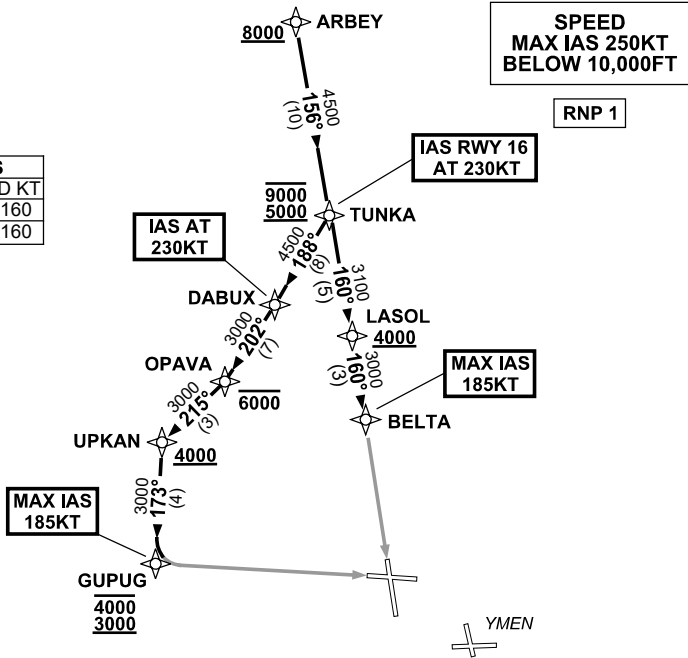 ARBEY
8000
SPEED
MAX IAS 250KT
BELOW 10,000FT
RNP 1
4500
156°
(10)
IAS RWY 16
AT 230KT
S
D KT
160
160
9000
5000
TUNKA
IAS AT
230KT
4500
188°
(8)
3100
160°
(5)
DABUX
LASOL
4000
3000
202°
(7)
3000
160°
(3)
OPAVA
6000
MAX IAS
185KT
3000
215°
(3)
BELTA
UPKAN
4000
3000
173°
(4)
MAX IAS
185KT
GUPUG
4000
3000
YMEN